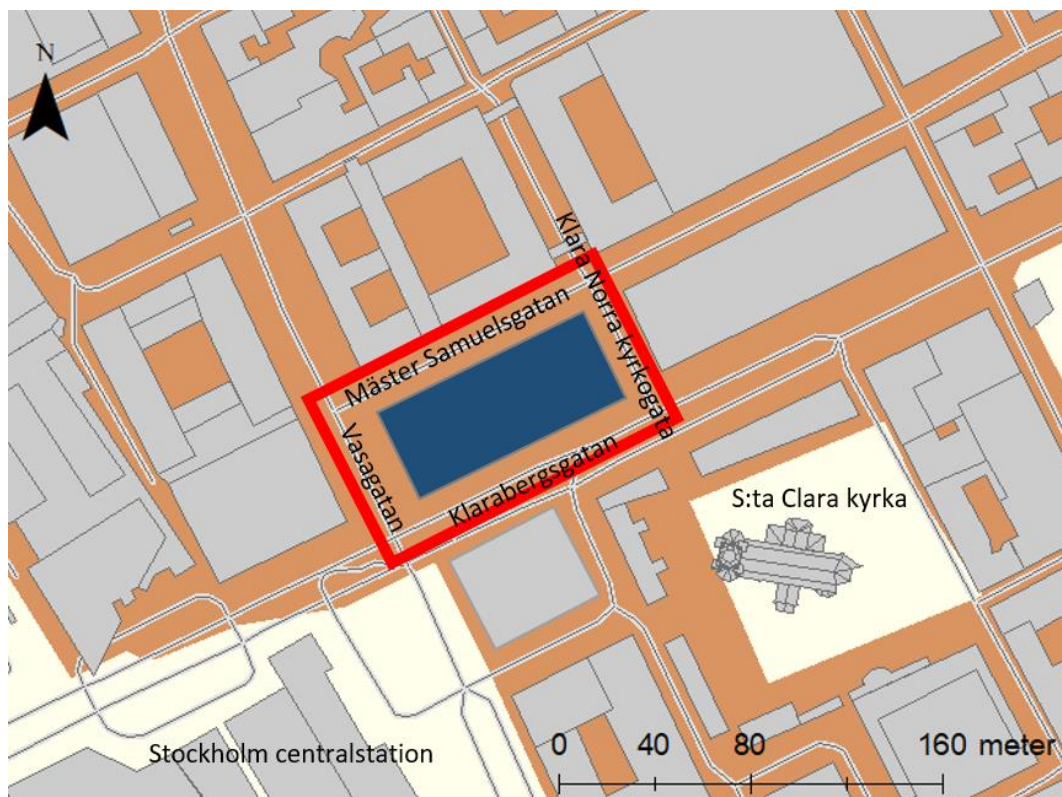 N
Klara Norra kyrkogata
Mäster Samuelsgatan
Vasagatan
Klarabergsgatan
S:ta Clara kyrka
Stockholm centralstation
0 40 80 160 meter